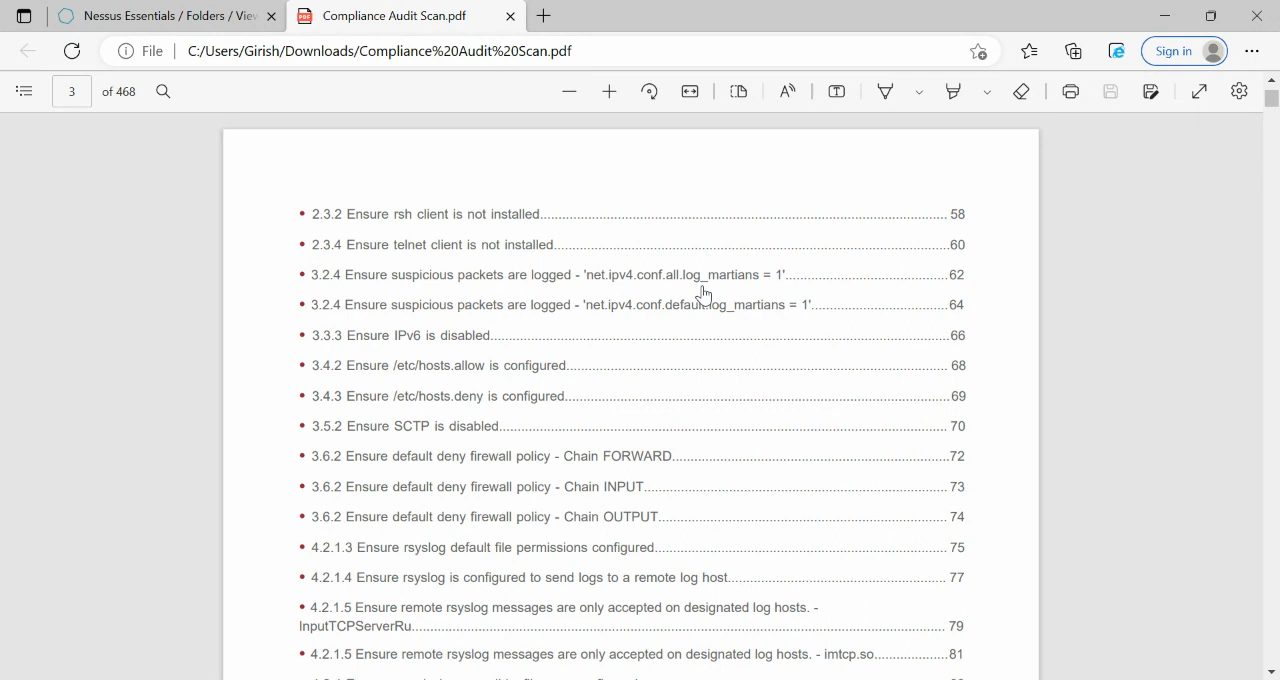 Nessus Essentials / Folders / View
Compliance Audit Scan.pdf
File
C:/Users/Girish/Downloads/Compliance%20Audit%20Scan.pdf
Sign in
3
of 468
• 2.3.2 Ensure rsh client is not installed..................................................58
• 2.3.4 Ensure telnet client is not installed..................................................60
• 3.2.4 Ensure suspicious packets are logged - 'net.ipv4.conf.all.log_martians = 1'..................................................62
• 3.2.4 Ensure suspicious packets are logged - 'net.ipv4.conf.default.log_martians = 1'..................................................64
• 3.3.3 Ensure IPv6 is disabled..................................................66
• 3.4.2 Ensure /etc/hosts.allow is configured..................................................68
• 3.4.3 Ensure /etc/hosts.deny is configured..................................................69
• 3.5.2 Ensure SCTP is disabled..................................................70
• 3.6.2 Ensure default deny firewall policy - Chain FORWARD..................................................72
• 3.6.2 Ensure default deny firewall policy - Chain INPUT..................................................73
• 3.6.2 Ensure default deny firewall policy - Chain OUTPUT..................................................74
• 4.2.1.3 Ensure rsyslog default file permissions configured..................................................75
• 4.2.1.4 Ensure rsyslog is configured to send logs to a remote log host..................................................77
• 4.2.1.5 Ensure remote rsyslog messages are only accepted on designated log hosts. -
InputTCPServerRu..................................................79
• 4.2.1.5 Ensure remote rsyslog messages are only accepted on designated log hosts. - imtcp.so...................81